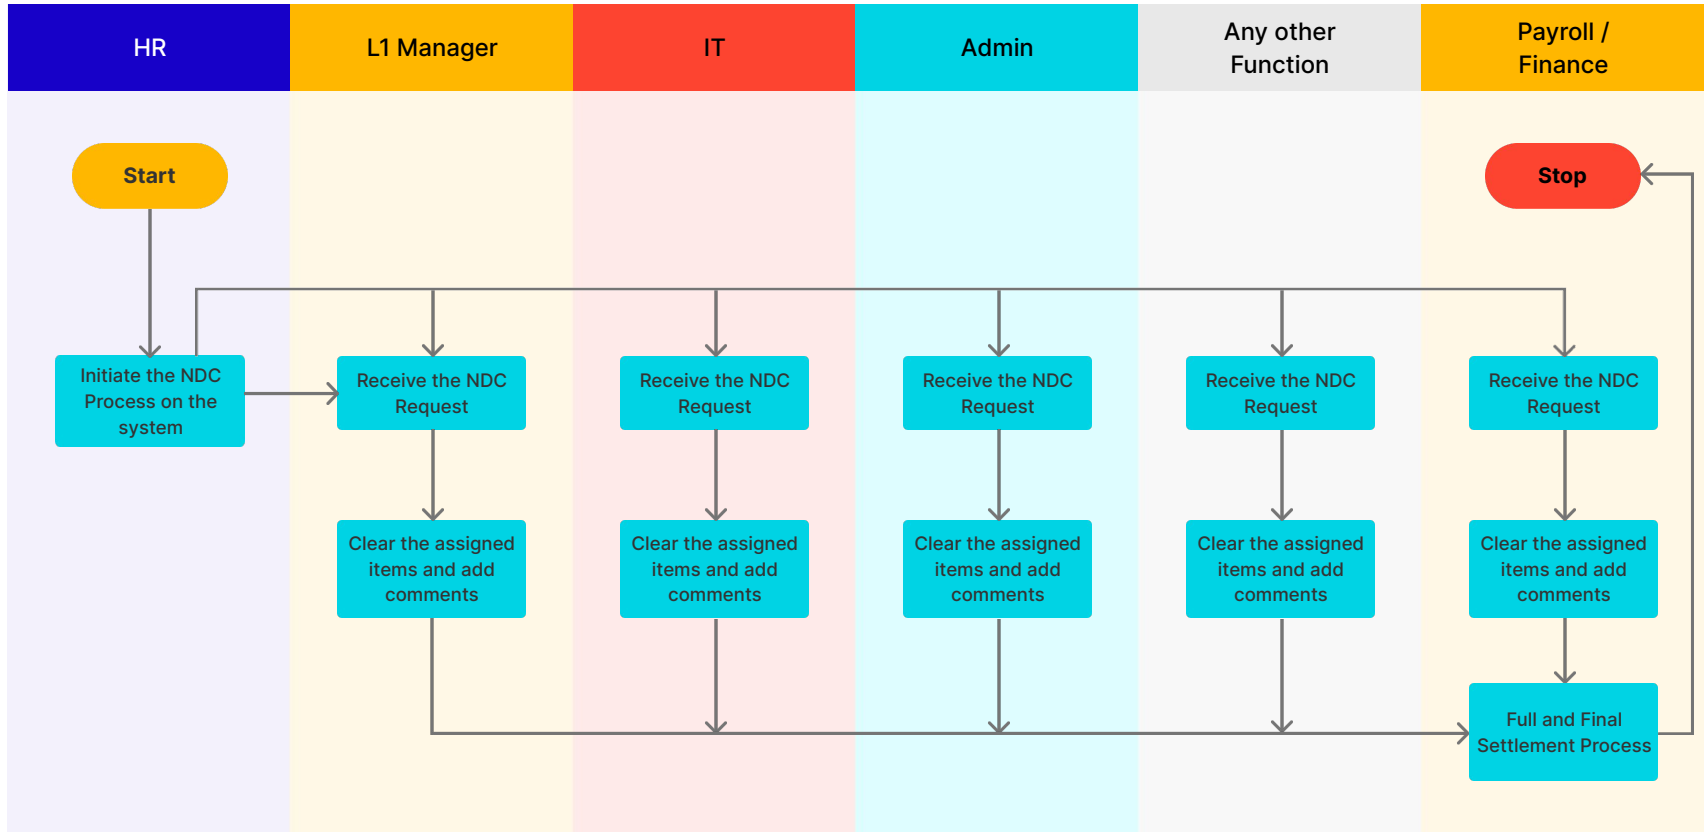 HR
L1 Manager
IT
Admin
Any other
Function
Payroll /
Finance
Start
Stop
Initiate the NDC
Process on the
system
Receive the NDC
Request
Receive the NDC
Request
Receive the NDC
Request
Receive the NDC
Request
Receive the NDC
Request
Clear the assigned
items and add
comments
Clear the assigned
items and add
comments
Clear the assigned
items and add
comments
Clear the assigned
items and add
comments
Clear the assigned
items and add
comments
Full and Final
Settlement Process